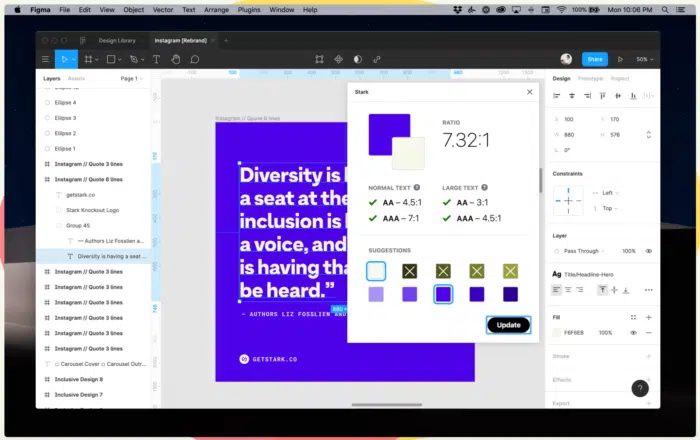 Figma File Edit View Object Vector Text Arrange Plugins Window Help
100% Mon 10:06 PM
Design Library
Instagram [Rebrand]
Share
50%
Layers Assets Page 1
Ellipse 4
Ellipse 3
Ellipse 2
Ellipse 1
Instagram // Quote 3 lines
Instagram // Quote 6 lines
getstark.co
Stark Knockout Logo
Group 45
— Authors Liz Fosslien a...
Diversity is having a seat ...
Instagram // Quote 3 lines
Instagram // Quote 3 lines
Instagram // Quote 3 lines
Instagram // Quote 3 lines
Instagram // Quote 3 lines
Instagram // Quote 3 lines
Carousel Cover Carousel Outr...
Inclusive Design 8
Inclusive Design 7
Instagram // Quote 6 lines
Diversity is h
a seat at the
inclusion is h
a voice, and
is having tha
be heard.”
— AUTHORS LIZ FOSSLIEN AND
GETSTARK.CO
Stark
RATIO
7.32:1
NORMAL TEXT ?
AA – 4.5:1
AAA – 7:1
LARGE TEXT ?
AA – 3:1
AAA – 4.5:1
SUGGESTIONS
Update
Design Prototype Inspect
X 100 Y 170
W 880 H 576
0°
Constraints
Left
Top
Layer
Pass Through 100%
Ag Title/Headline-Hero
Fill
F6F6EB 100%
Stroke
Effects
Export
?